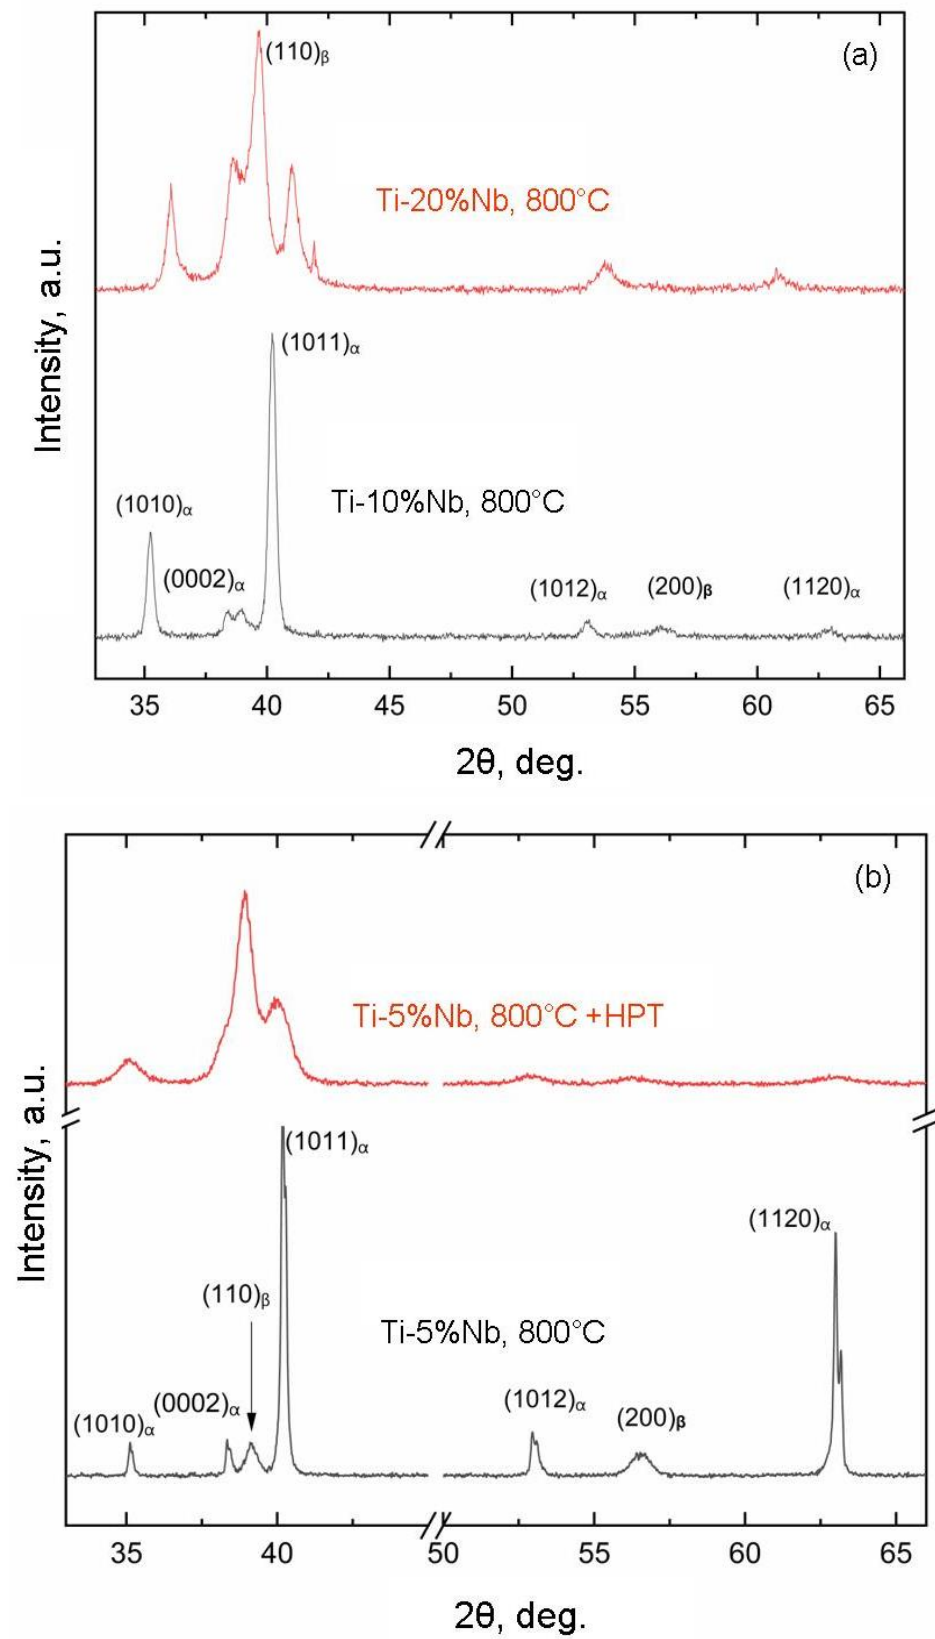 (a)
(110)β
Ti-20%Nb, 800°C
(1011)α
(1010)α
Ti-10%Nb, 800°C
(0002)α
(1012)α
(200)β
(1120)α
Intensity, a.u.
35 40 45 50 55 60 65
2θ, deg.
(b)
Ti-5%Nb, 800°C +HPT
(1011)α
(1120)α
(110)β
Ti-5%Nb, 800°C
(0002)α
(1010)α
(1012)α
(200)β
Intensity, a.u.
35 40 50 55 60 65
2θ, deg.